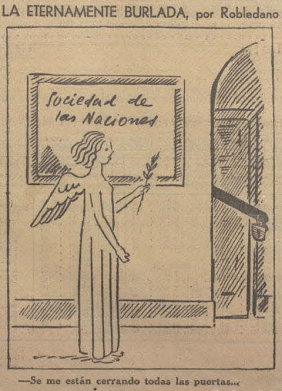 LA ETERNAMENTE BURLADA, por Robledano
Sociedad de
las Naciones
—Se me están cerrando todas las puertas...